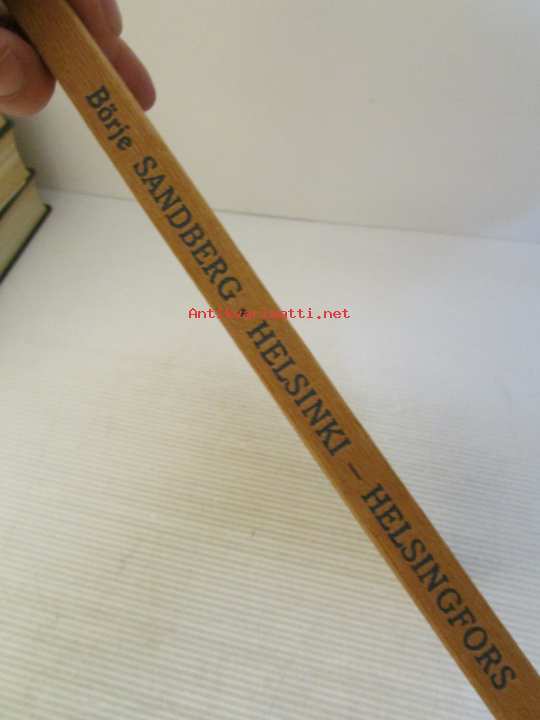 Börje SANDBERG - HELSINKI – HELSINGFORS
Antikvariaatti.net